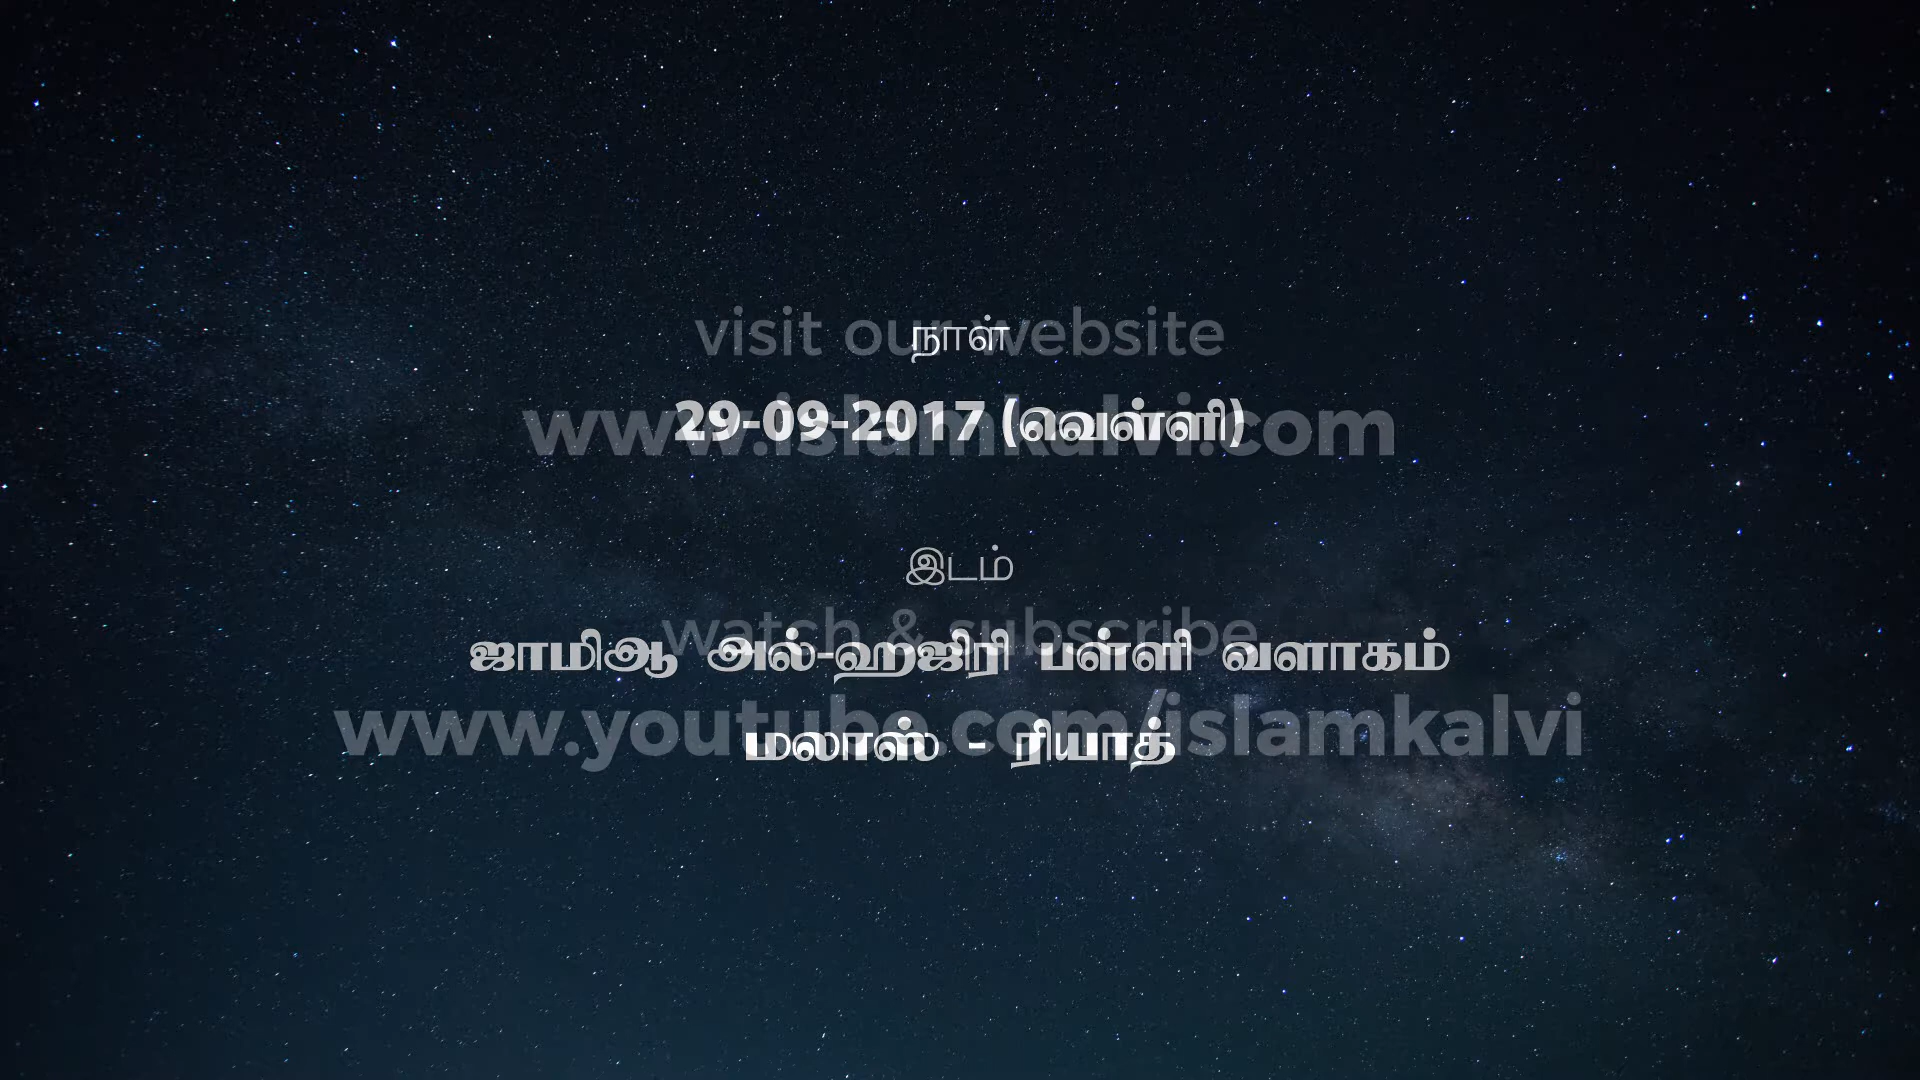 visit our website
நாள்
www.islamkalvi.com
29-09-2017 (வெள்ளி)
இடம்
watch & subscribe
ஜாமிஆ அல்-ஹஜிரி பள்ளி வளாகம்
www.youtube.com/islamkalvi
மலாஸ் - ரியாத்